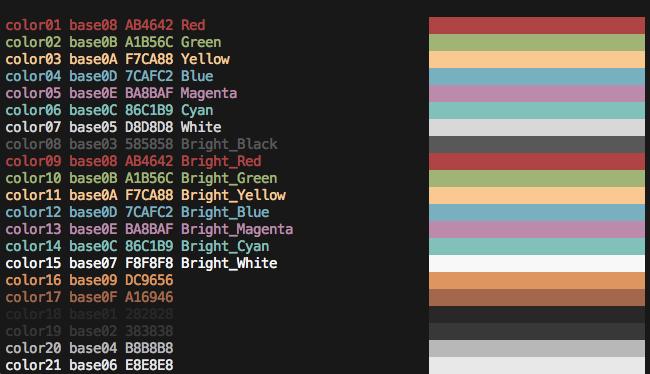 color01 base08 AB4642 Red
color02 base0B A1B56C Green
color03 base0A F7CA88 Yellow
color04 base0D 7CAFC2 Blue
color05 base0E BA8BAF Magenta
color06 base0C 86C1B9 Cyan
color07 base05 D8D8D8 White
color08 base03 585858 Bright_Black
color09 base08 AB4642 Bright_Red
color10 base0B A1B56C Bright_Green
color11 base0A F7CA88 Bright_Yellow
color12 base0D 7CAFC2 Bright_Blue
color13 base0E BA8BAF Bright_Magenta
color14 base0C 86C1B9 Bright_Cyan
color15 base07 F8F8F8 Bright_White
color16 base09 DC9656
color17 base0F A16946
color18 base01 282828
color19 base02 383838
color20 base04 B8B8B8
color21 base06 E8E8E8